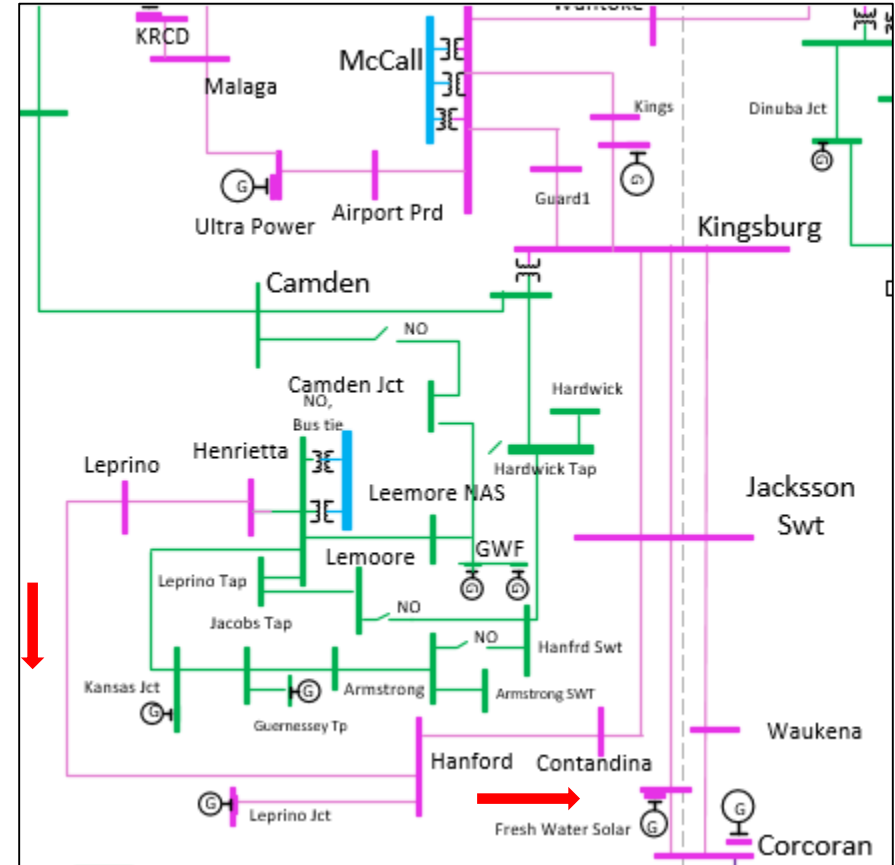 Wahtoke
KRCD
McCall
Malaga
Kings
Dinuba Jct
G
G
G
Guard1
Ultra Power
Airport Prd
Kingsburg
Camden
NO
Camden Jct
NO,
Bus tie
Hardwick
Henrietta
Leprino
Hardwick Tap
Leemore NAS
Jacksson
Swt
GWF
Lemoore
Leprino Tap
G
G
NO
Jacobs Tap
NO
Hanfrd Swt
Kansas Jct
G
Armstrong
Armstrong SWT
G
Guernessey Tp
Waukena
Hanford
Contandina
G
Leprino Jct
G
Fresh Water Solar
G
Corcoran